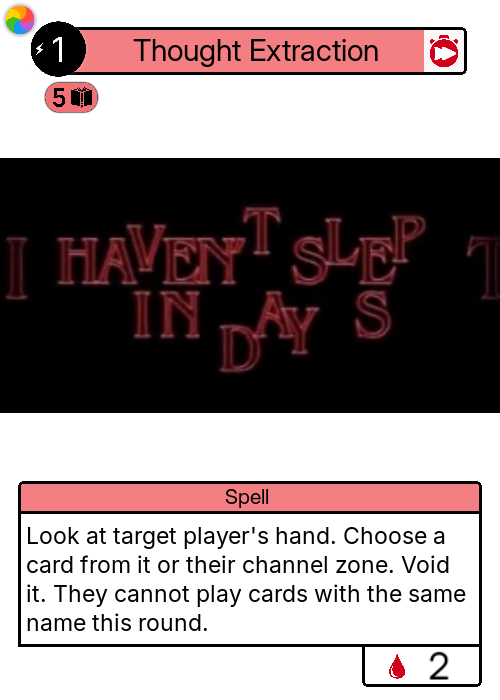 1
Thought Extraction
5
I HAVEN'T SLEP T
IN DAYS
Spell
Look at target player's hand. Choose a
card from it or their channel zone. Void
it. They cannot play cards with the same
name this round.
2